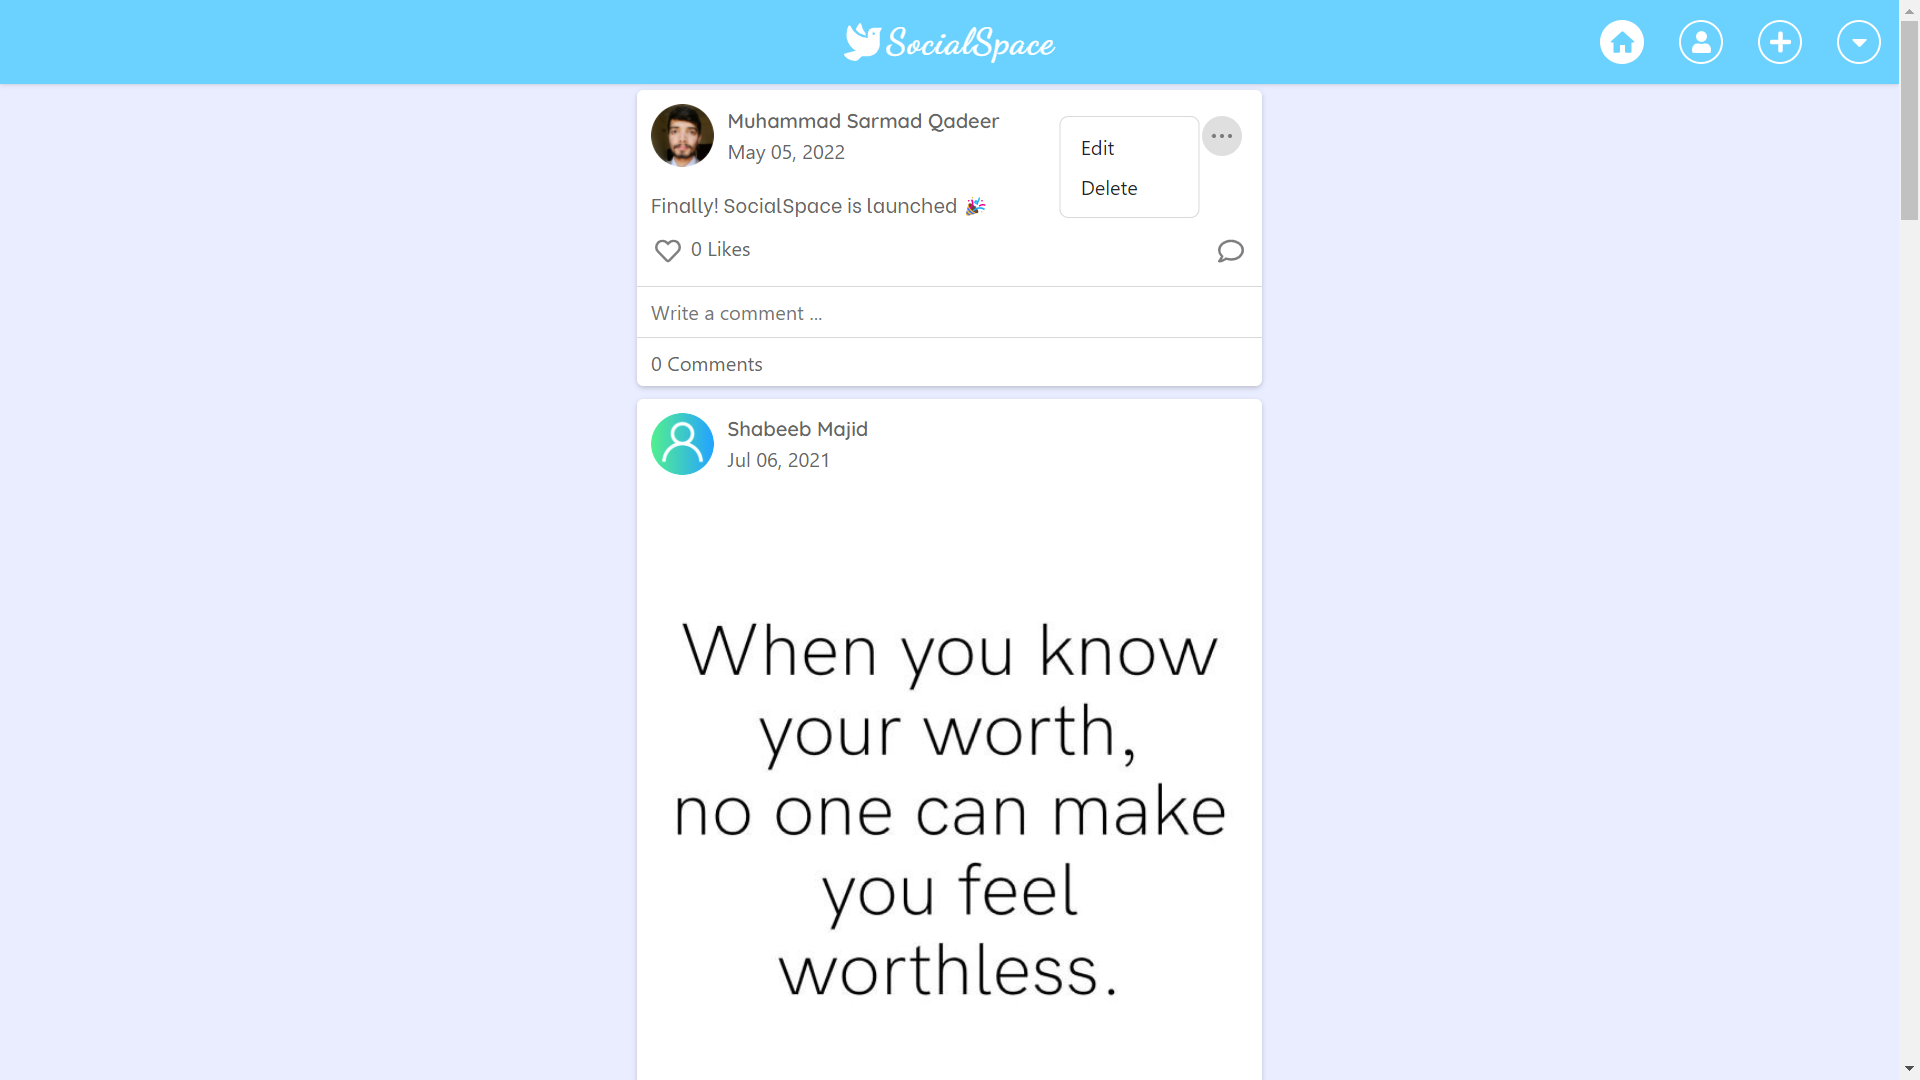 SocialSpace
Muhammad Sarmad Qadeer
May 05, 2022
Edit
Delete
Finally! SocialSpace is launched 🎉
0 Likes
Write a comment ...
0 Comments
Shabeeb Majid
Jul 06, 2021
When you know
your worth,
no one can make
you feel
worthless.